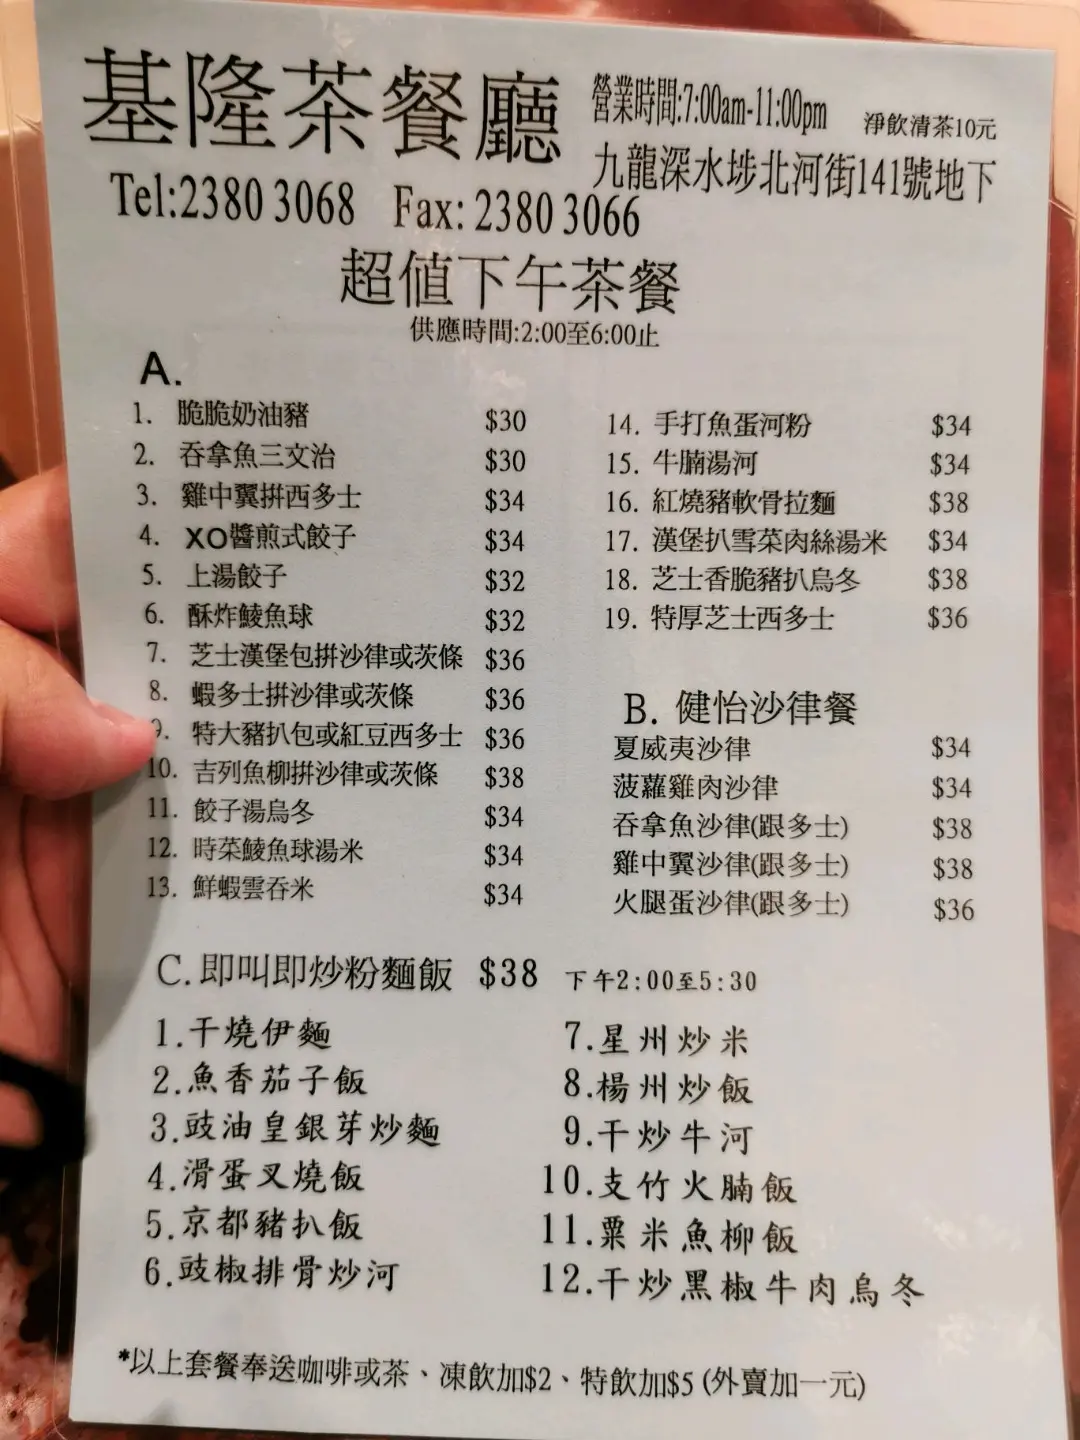 基隆茶餐廳
營業時間:7:00am-11:00pm 淨飲清茶10元
九龍深水埗北河街141號地下
Tel:2380 3068 Fax: 2380 3066
超值下午茶餐
供應時間:2:00至6:00止
A.
1. 脆脆奶油豬 $30
2. 吞拿魚三文治 $30
3. 雞中翼拼西多士 $34
4. XO醬煎式餃子 $34
5. 上湯餃子 $32
6. 酥炸鯪魚球 $32
7. 芝士漢堡包拼沙律或茨條 $36
8. 蝦多士拼沙律或茨條 $36
9. 特大豬扒包或紅豆西多士 $36
10. 吉列魚柳拼沙律或茨條 $38
11. 餃子湯烏冬 $34
12. 時菜鯪魚球湯米 $34
13. 鮮蝦雲吞米 $34
14. 手打魚蛋河粉 $34
15. 牛腩湯河 $34
16. 紅燒豬軟骨拉麵 $38
17. 漢堡扒雪菜肉絲湯米 $34
18. 芝士香脆豬扒烏冬 $38
19. 特厚芝士西多士 $36
B. 健怡沙律餐
夏威夷沙律 $34
菠蘿雞肉沙律 $34
吞拿魚沙律(跟多士) $38
雞中翼沙律(跟多士) $38
火腿蛋沙律(跟多士) $36
C.即叫即炒粉麵飯 $38 下午2:00至5:30
1.干燒伊麵
2.魚香茄子飯
3.豉油皇銀芽炒麵
4.滑蛋叉燒飯
5.京都豬扒飯
6.豉椒排骨炒河
7.星州炒米
8.楊州炒飯
9.干炒牛河
10.支竹火腩飯
11.粟米魚柳飯
12.干炒黑椒牛肉烏冬
*以上套餐奉送咖啡或茶、凍飲加$2、特飲加$5 (外賣加一元)